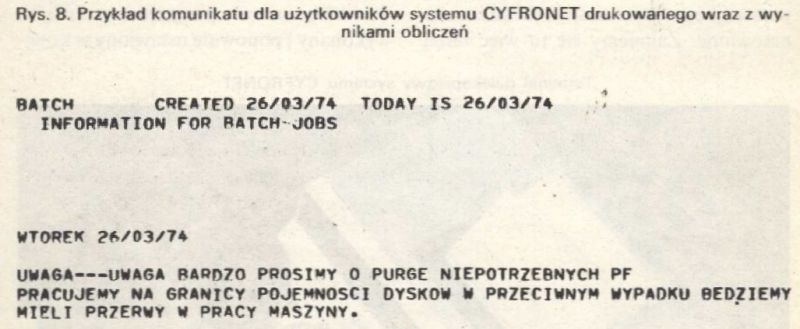 Rys. 8. Przykład komunikatu dla użytkowników systemu CYFRONET drukowanego wraz z wy-
nikami obliczeń
BATCH CREATED 26/03/74 TODAY IS 26/03/74
INFORMATION FOR BATCH-JOBS
WTOREK 26/03/74
UWAGA---UWAGA BARDZO PROSIMY O PURGE NIEPOTRZEBNYCH PF
PRACUJEMY NA GRANICY POJEMNOSCI DYSKOW W PRZECIWNYM WYPADKU BEDZIEMY
MIELI PRZERWY W PRACY MASZYNY.